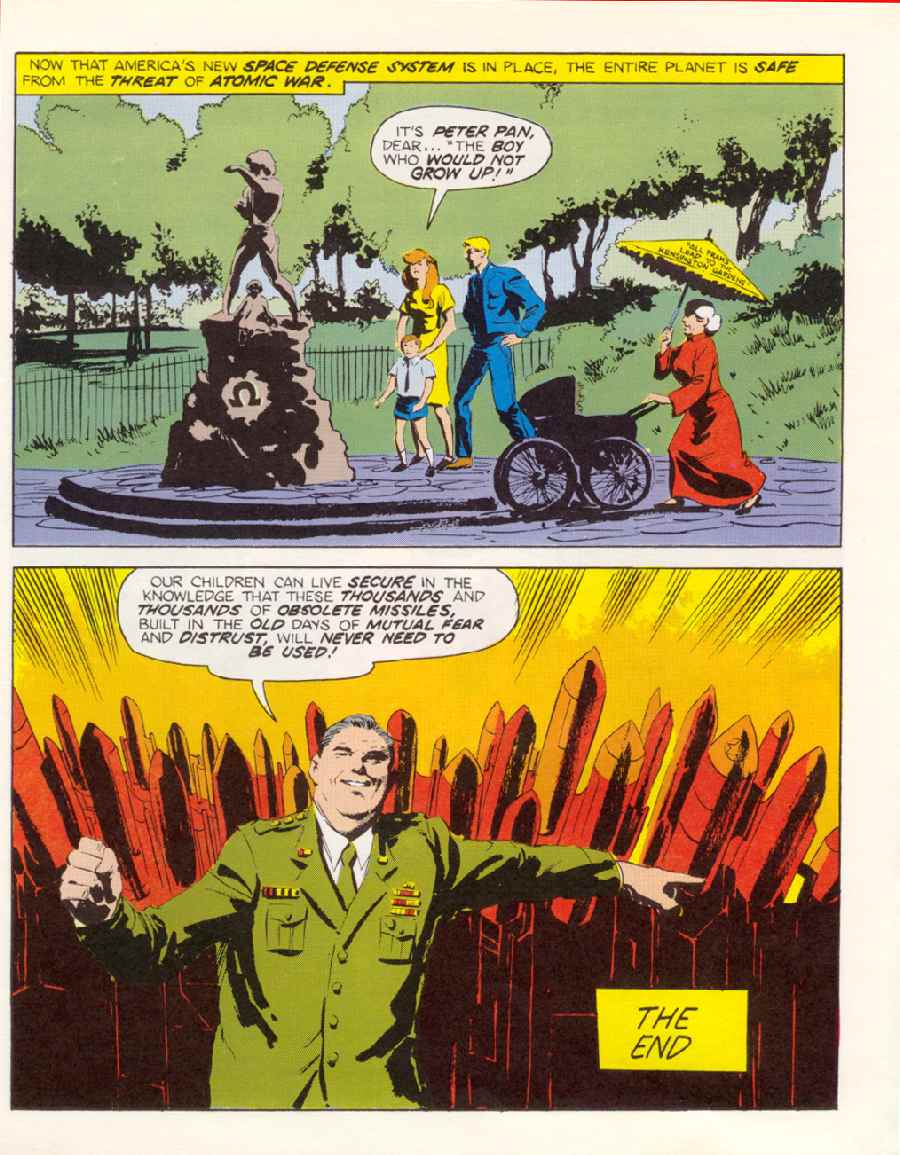 NOW THAT AMERICA'S NEW SPACE DEFENSE SYSTEM IS IN PLACE, THE ENTIRE PLANET IS SAFE
FROM THE THREAT OF ATOMIC WAR.
IT'S PETER PAN,
DEAR... "THE BOY
WHO WOULD NOT
GROW UP!"
"ALL PRAMS
LEAD TO THE
KENSINGTON GARDENS"
Ω
OUR CHILDREN CAN LIVE SECURE IN THE
KNOWLEDGE THAT THESE THOUSANDS AND
THOUSANDS OF OBSOLETE MISSILES,
BUILT IN THE OLD DAYS OF MUTUAL FEAR
AND DISTRUST, WILL NEVER NEED TO
BE USED!
THE
END